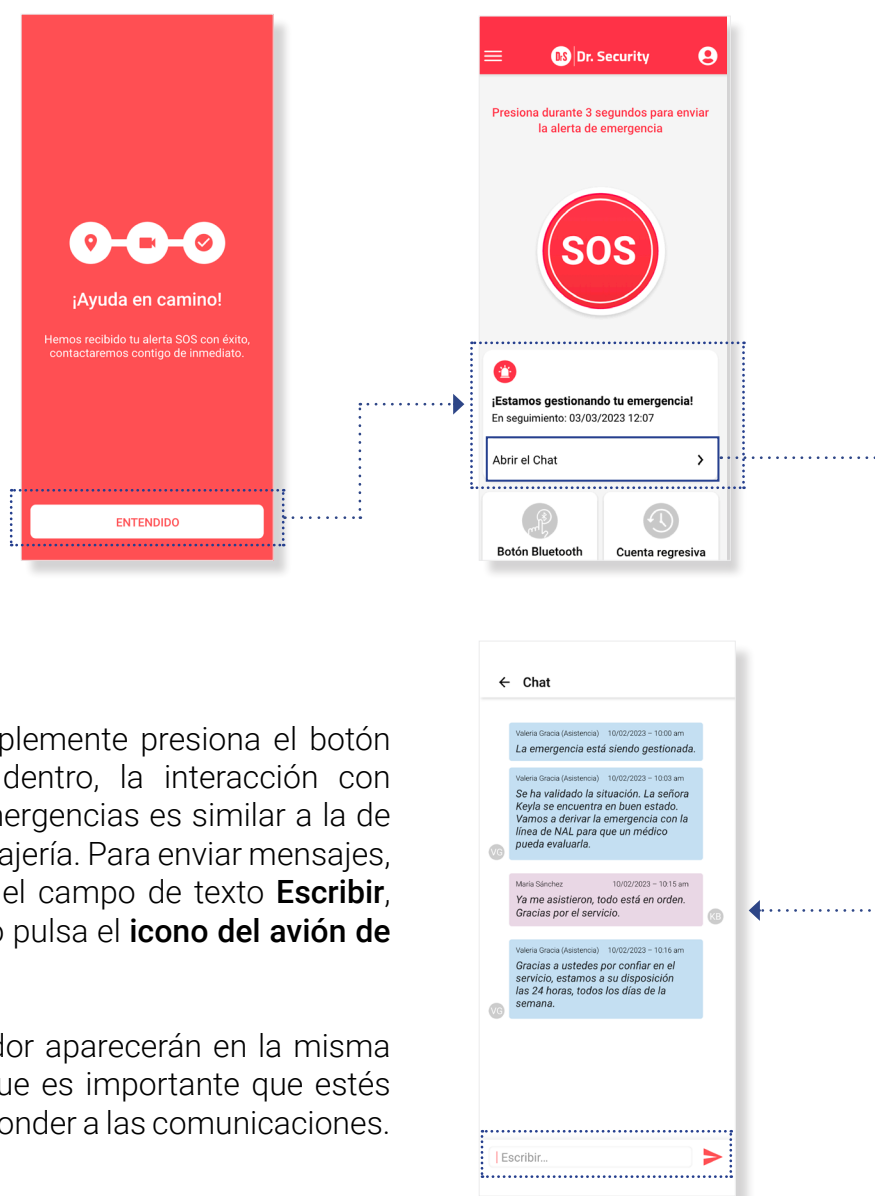 ¡Ayuda en camino!
Hemos recibido tu alerta SOS con éxito,
contactaremos contigo de inmediato.
ENTENDIDO
DrS Dr. Security
Presiona durante 3 segundos para enviar
la alerta de emergencia
SOS
¡Estamos gestionando tu emergencia!
En seguimiento: 03/03/2023 12:07
Abrir el Chat
Botón Bluetooth
Cuenta regresiva
plemente presiona el botón
dentro, la interacción con
mergencias es similar a la de
ajería. Para enviar mensajes,
el campo de texto Escribir,
o pulsa el icono del avión de
dor aparecerán en la misma
ue es importante que estés
onder a las comunicaciones.
Chat
Valeria Gracia (Asistencia) 10/02/2023 – 10:00 am
La emergencia está siendo gestionada.
Valeria Gracia (Asistencia) 10/02/2023 – 10:03 am
Se ha validado la situación. La señora
Keyla se encuentra en buen estado.
Vamos a derivar la emergencia con la
línea de NAL para que un médico
pueda evaluarla.
VG
María Sánchez 10/02/2023 – 10:15 am
Ya me asistieron, todo está en orden.
Gracias por el servicio.
KB
Valeria Gracia (Asistencia) 10/02/2023 – 10:16 am
Gracias a ustedes por confiar en el
servicio, estamos a su disposición
las 24 horas, todos los días de la
semana.
VG
Escribir...